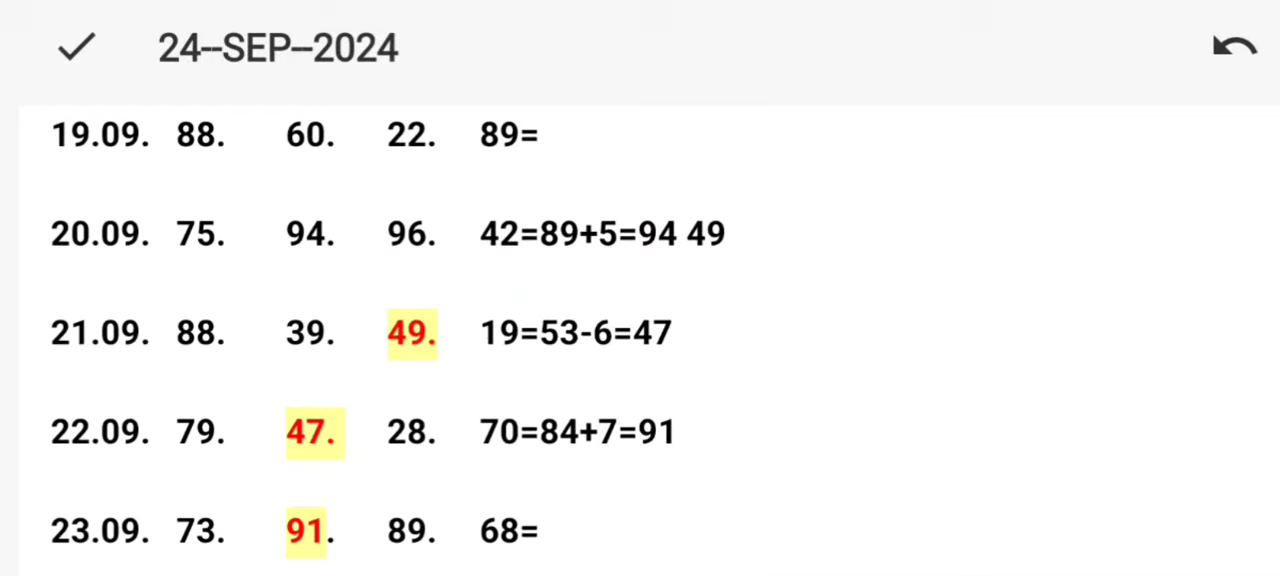 24--SEP--2024
19.09. 88. 60. 22. 89=
20.09. 75. 94. 96. 42=89+5=94 49
21.09. 88. 39. 49. 19=53-6=47
22.09. 79. 47. 28. 70=84+7=91
23.09. 73. 91. 89. 68=